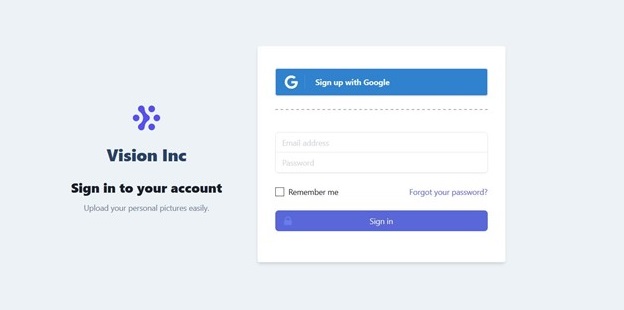 Vision Inc
Sign in to your account
Upload your personal pictures easily.
Sign up with Google
Email address
Password
Remember me
Forgot your password?
Sign in